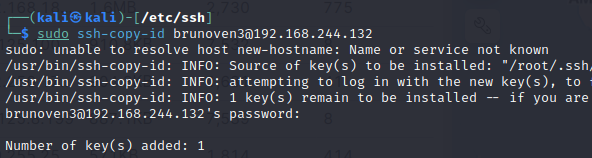 (kali㉿kali)-[/etc/ssh]
$ sudo ssh-copy-id brunoven3@192.168.244.132
sudo: unable to resolve host new-hostname: Name or service not known
/usr/bin/ssh-copy-id: INFO: Source of key(s) to be installed: "/root/.ssh/
/usr/bin/ssh-copy-id: INFO: attempting to log in with the new key(s), to
/usr/bin/ssh-copy-id: INFO: 1 key(s) remain to be installed -- if you are
brunoven3@192.168.244.132's password:
Number of key(s) added: 1